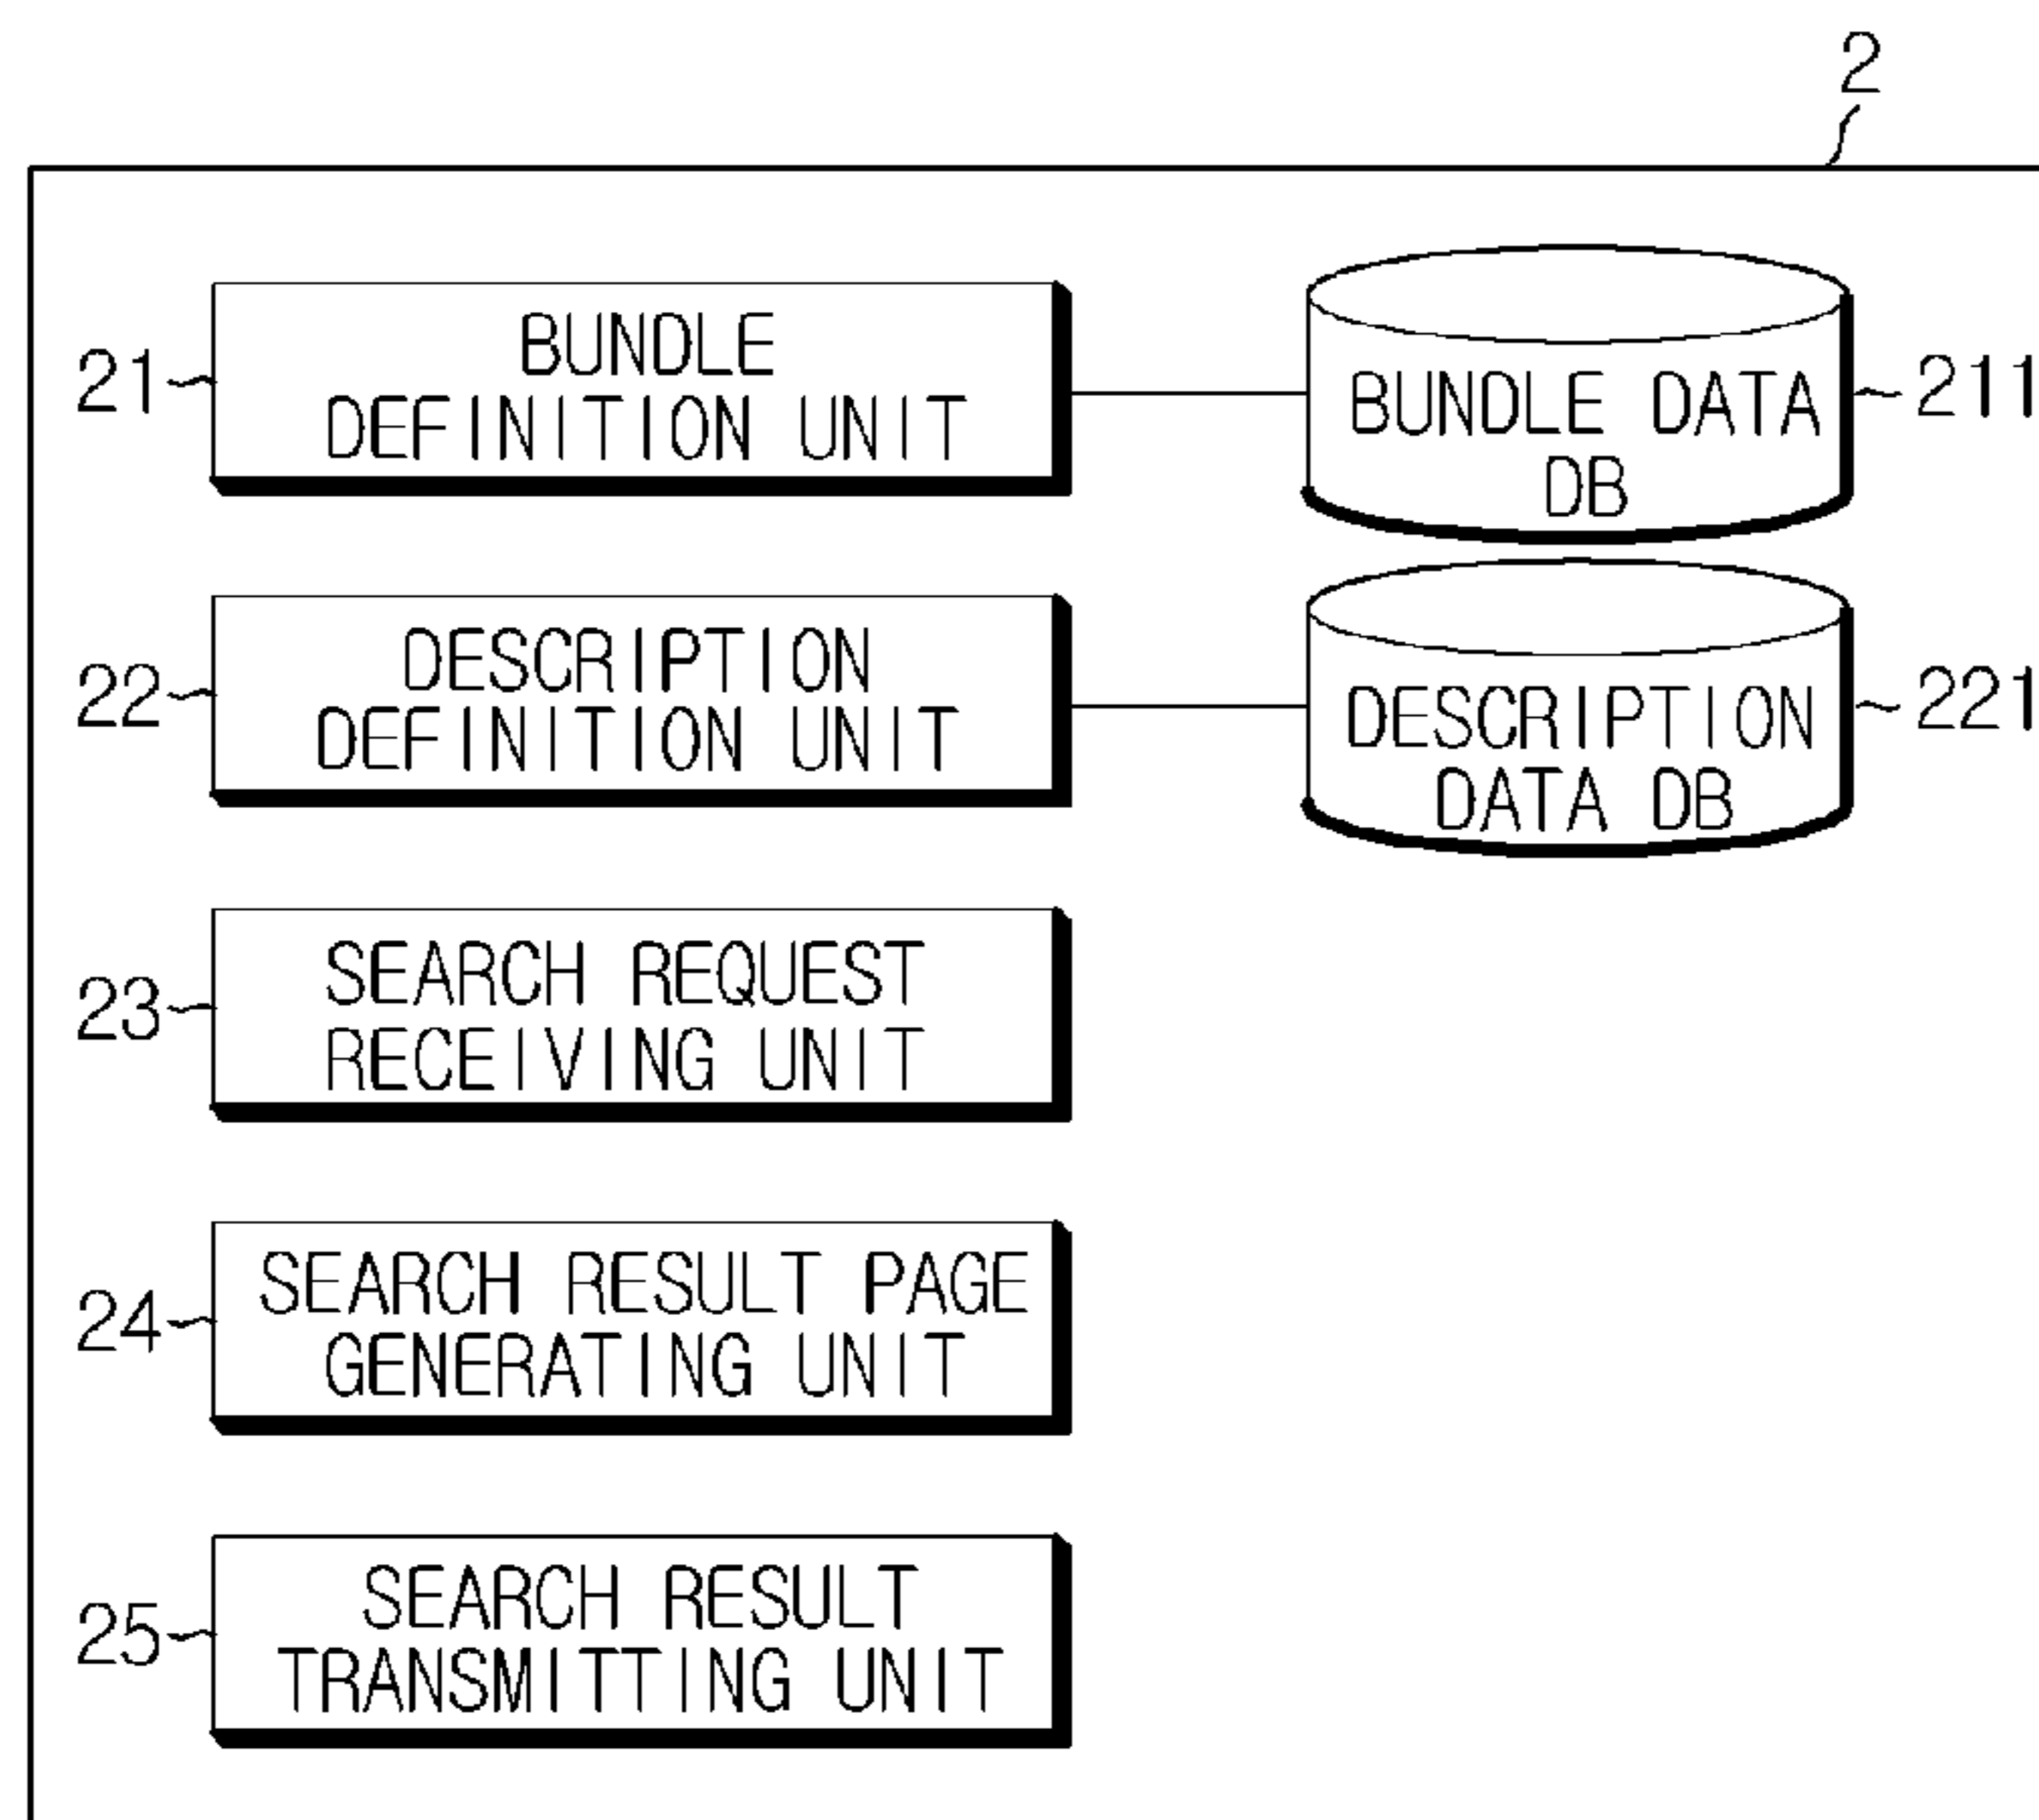 2
21
BUNDLE
DEFINITION UNIT
BUNDLE DATA
DB
211
22
DESCRIPTION
DEFINITION UNIT
DESCRIPTION
DATA DB
221
23
SEARCH REQUEST
RECEIVING UNIT
24
SEARCH RESULT PAGE
GENERATING UNIT
25
SEARCH RESULT
TRANSMITTING UNIT